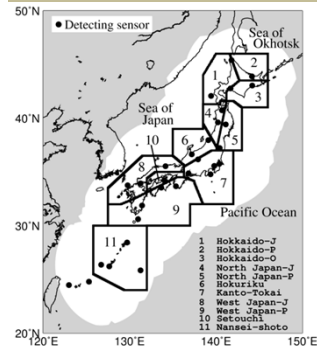 50˚N
Detecting sensor
Sea of
Okhotsk
1
2
3
40˚N
Sea of
Japan
4
5
10
6
8
7
9
Pacific Ocean
30˚N
11
1 Hokkaido-J
2 Hokkaido-P
3 Hokkaido-O
4 North Japan-J
5 North Japan-P
6 Hokuriku
7 Kanto-Tokai
8 West Japan-J
9 West Japan-P
10 Setouchi
11 Nansei-shoto
20˚N
120˚E
130˚E
140˚E
150˚E